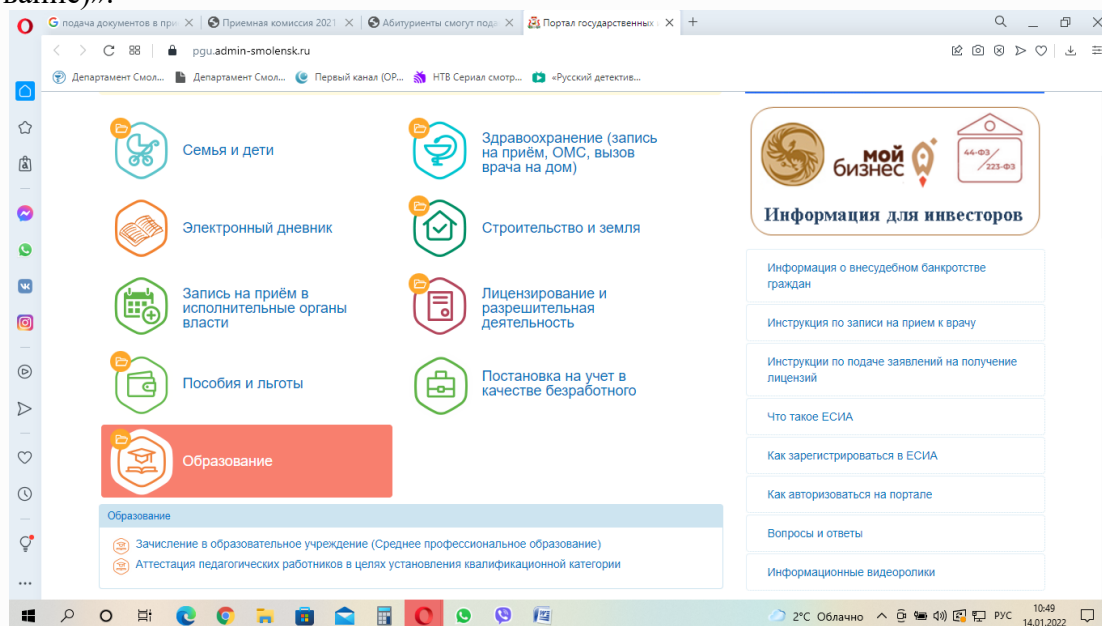 вание)».
подача документов в при
Приемная комиссия 2021
Абитуриенты смогут пода
Портал государственных
pgu.admin-smolensk.ru
Департамент Смол...
Департамент Смол...
Первый канал (ОР...
НТВ Сериал смотр...
«Русский детектив...
Семья и дети
Здравоохранение (запись
на приём, ОМС, вызов
врача на дом)
Электронный дневник
Строительство и земля
Запись на приём в
исполнительные органы
власти
Лицензирование и
разрешительная
деятельность
Пособия и льготы
Постановка на учет в
качестве безработного
Образование
Образование
Зачисление в образовательное учреждение (Среднее профессиональное образование)
Аттестация педагогических работников в целях установления квалификационной категории
мой
бизнес
44-ФЗ
223-ФЗ
Информация для инвесторов
Информация о внесудебном банкротстве
граждан
Инструкция по записи на прием к врачу
Инструкции по подаче заявлений на получение
лицензий
Что такое ЕСИА
Как зарегистрироваться в ЕСИА
Как авторизоваться на портале
Вопросы и ответы
Информационные видеоролики
2°C Облачно
РУС
10:49
14.01.2022